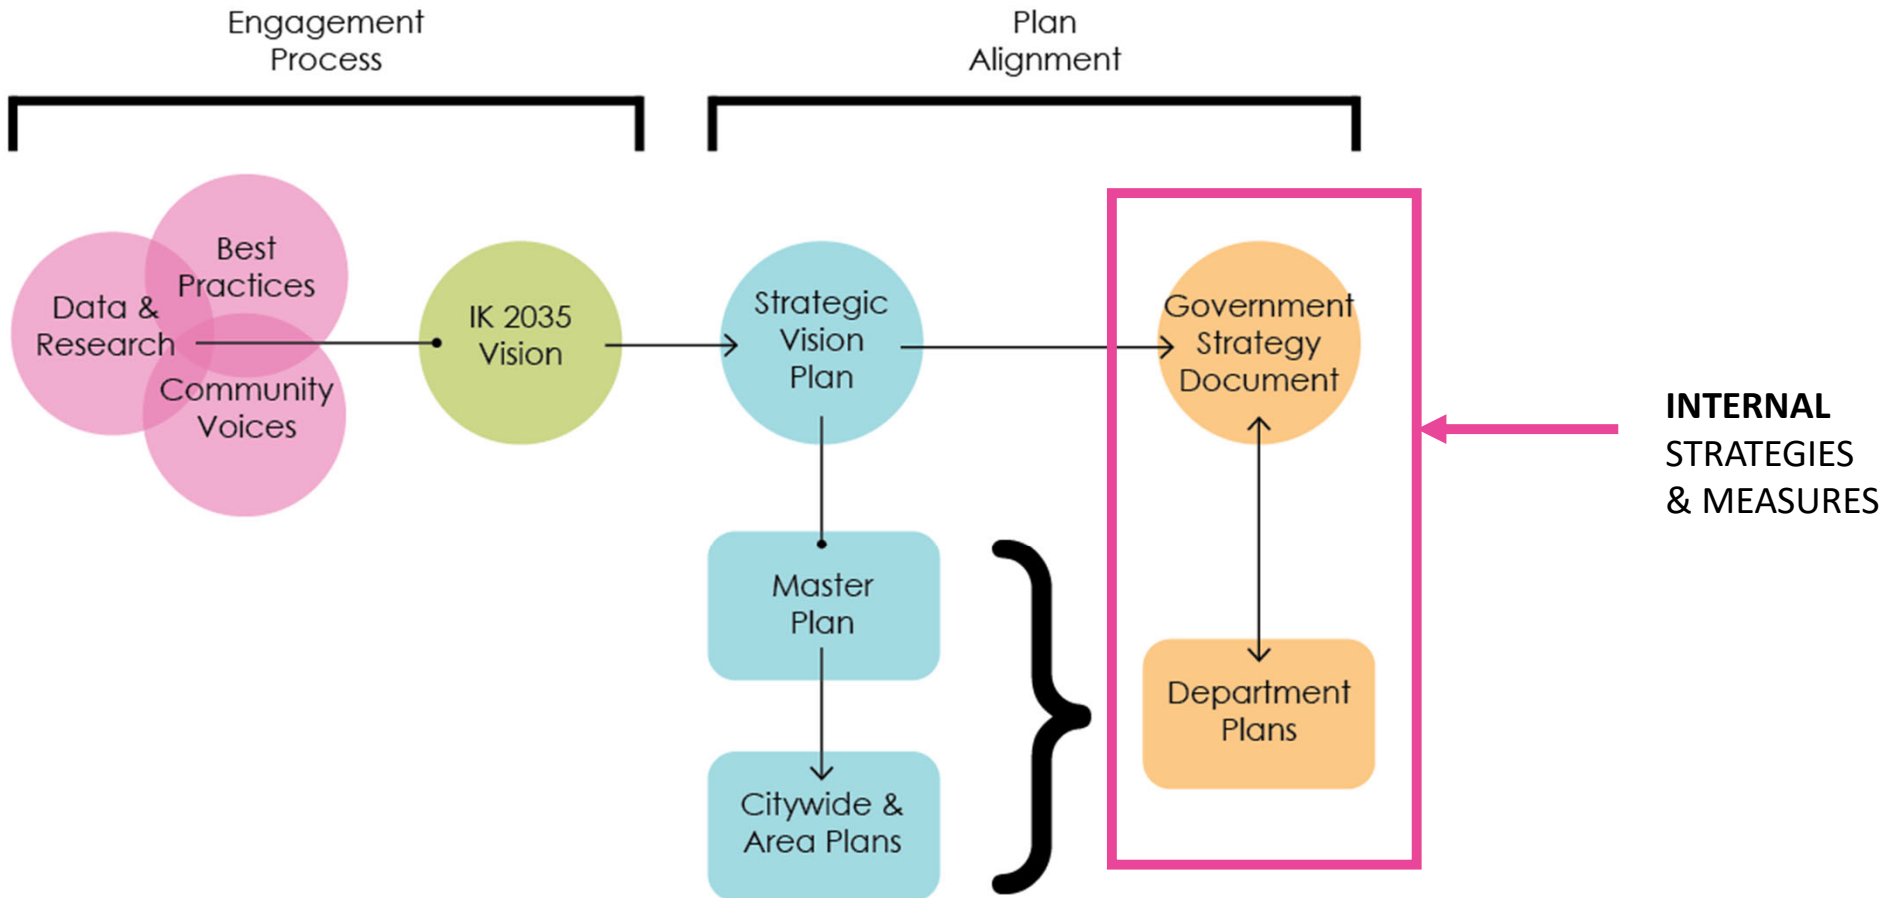 Engagement
Process
Plan
Alignment
Best
Practices
Data &
Research
Community
Voices
IK 2035
Vision
Strategic
Vision
Plan
Government
Strategy
Document
INTERNAL
STRATEGIES
& MEASURES
Master
Plan
Department
Plans
Citywide &
Area Plans